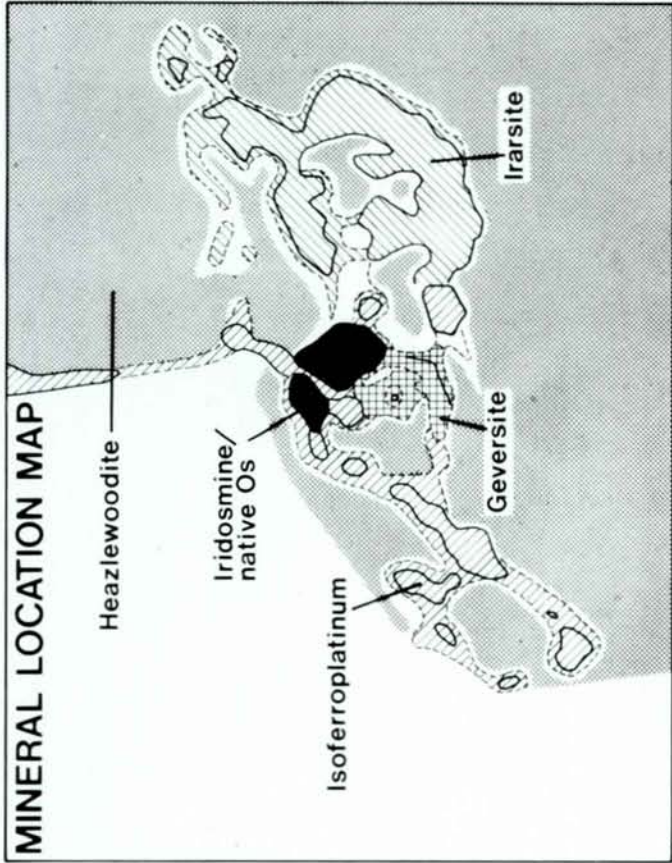 MINERAL LOCATION MAP
Heazlewoodite
Iridosmine/
native Os
Isoferroplatinum
Geversite
Irarsite